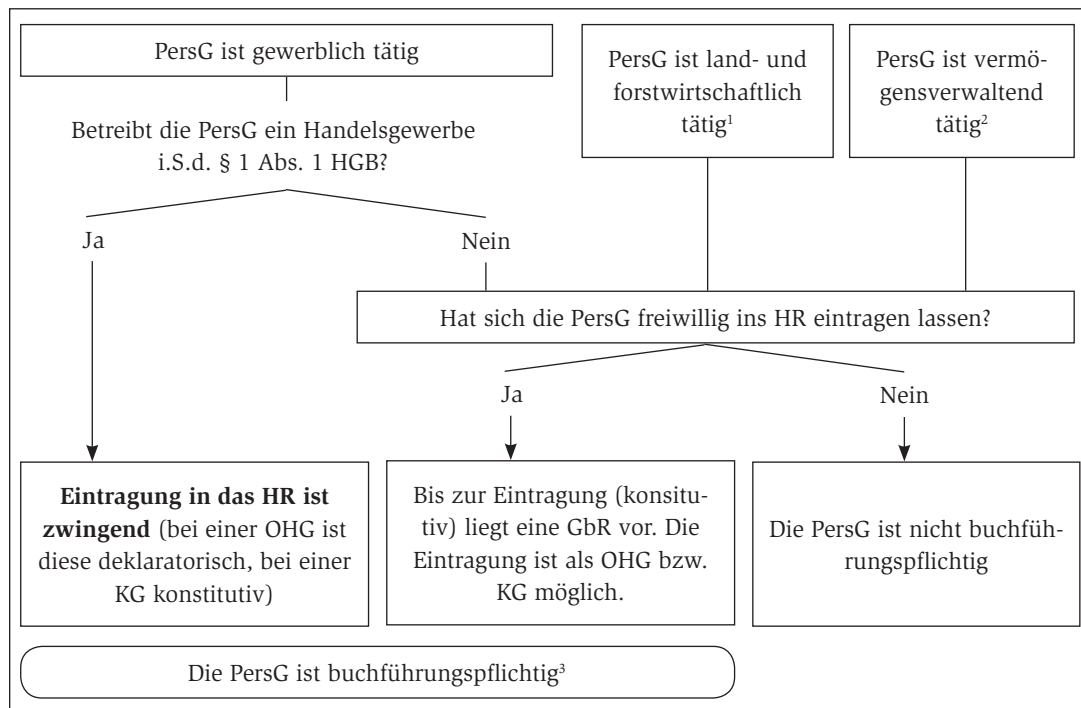 PersG ist gewerblich tätig
PersG ist land- und
forstwirtschaftlich
tätig¹
PersG ist vermö-
gensverwaltend
tätig²
Betreibt die PersG ein Handelsgewerbe
i.S.d. § 1 Abs. 1 HGB?
Ja
Nein
Hat sich die PersG freiwillig ins HR eintragen lassen?
Ja
Nein
Eintragung in das HR ist
zwingend (bei einer OHG ist
diese deklaratorisch, bei einer
KG konstitutiv)
Bis zur Eintragung (konsitu-
tiv) liegt eine GbR vor. Die
Eintragung ist als OHG bzw.
KG möglich.
Die PersG ist nicht buchfüh-
rungspflichtig
Die PersG ist buchführungspflichtig³